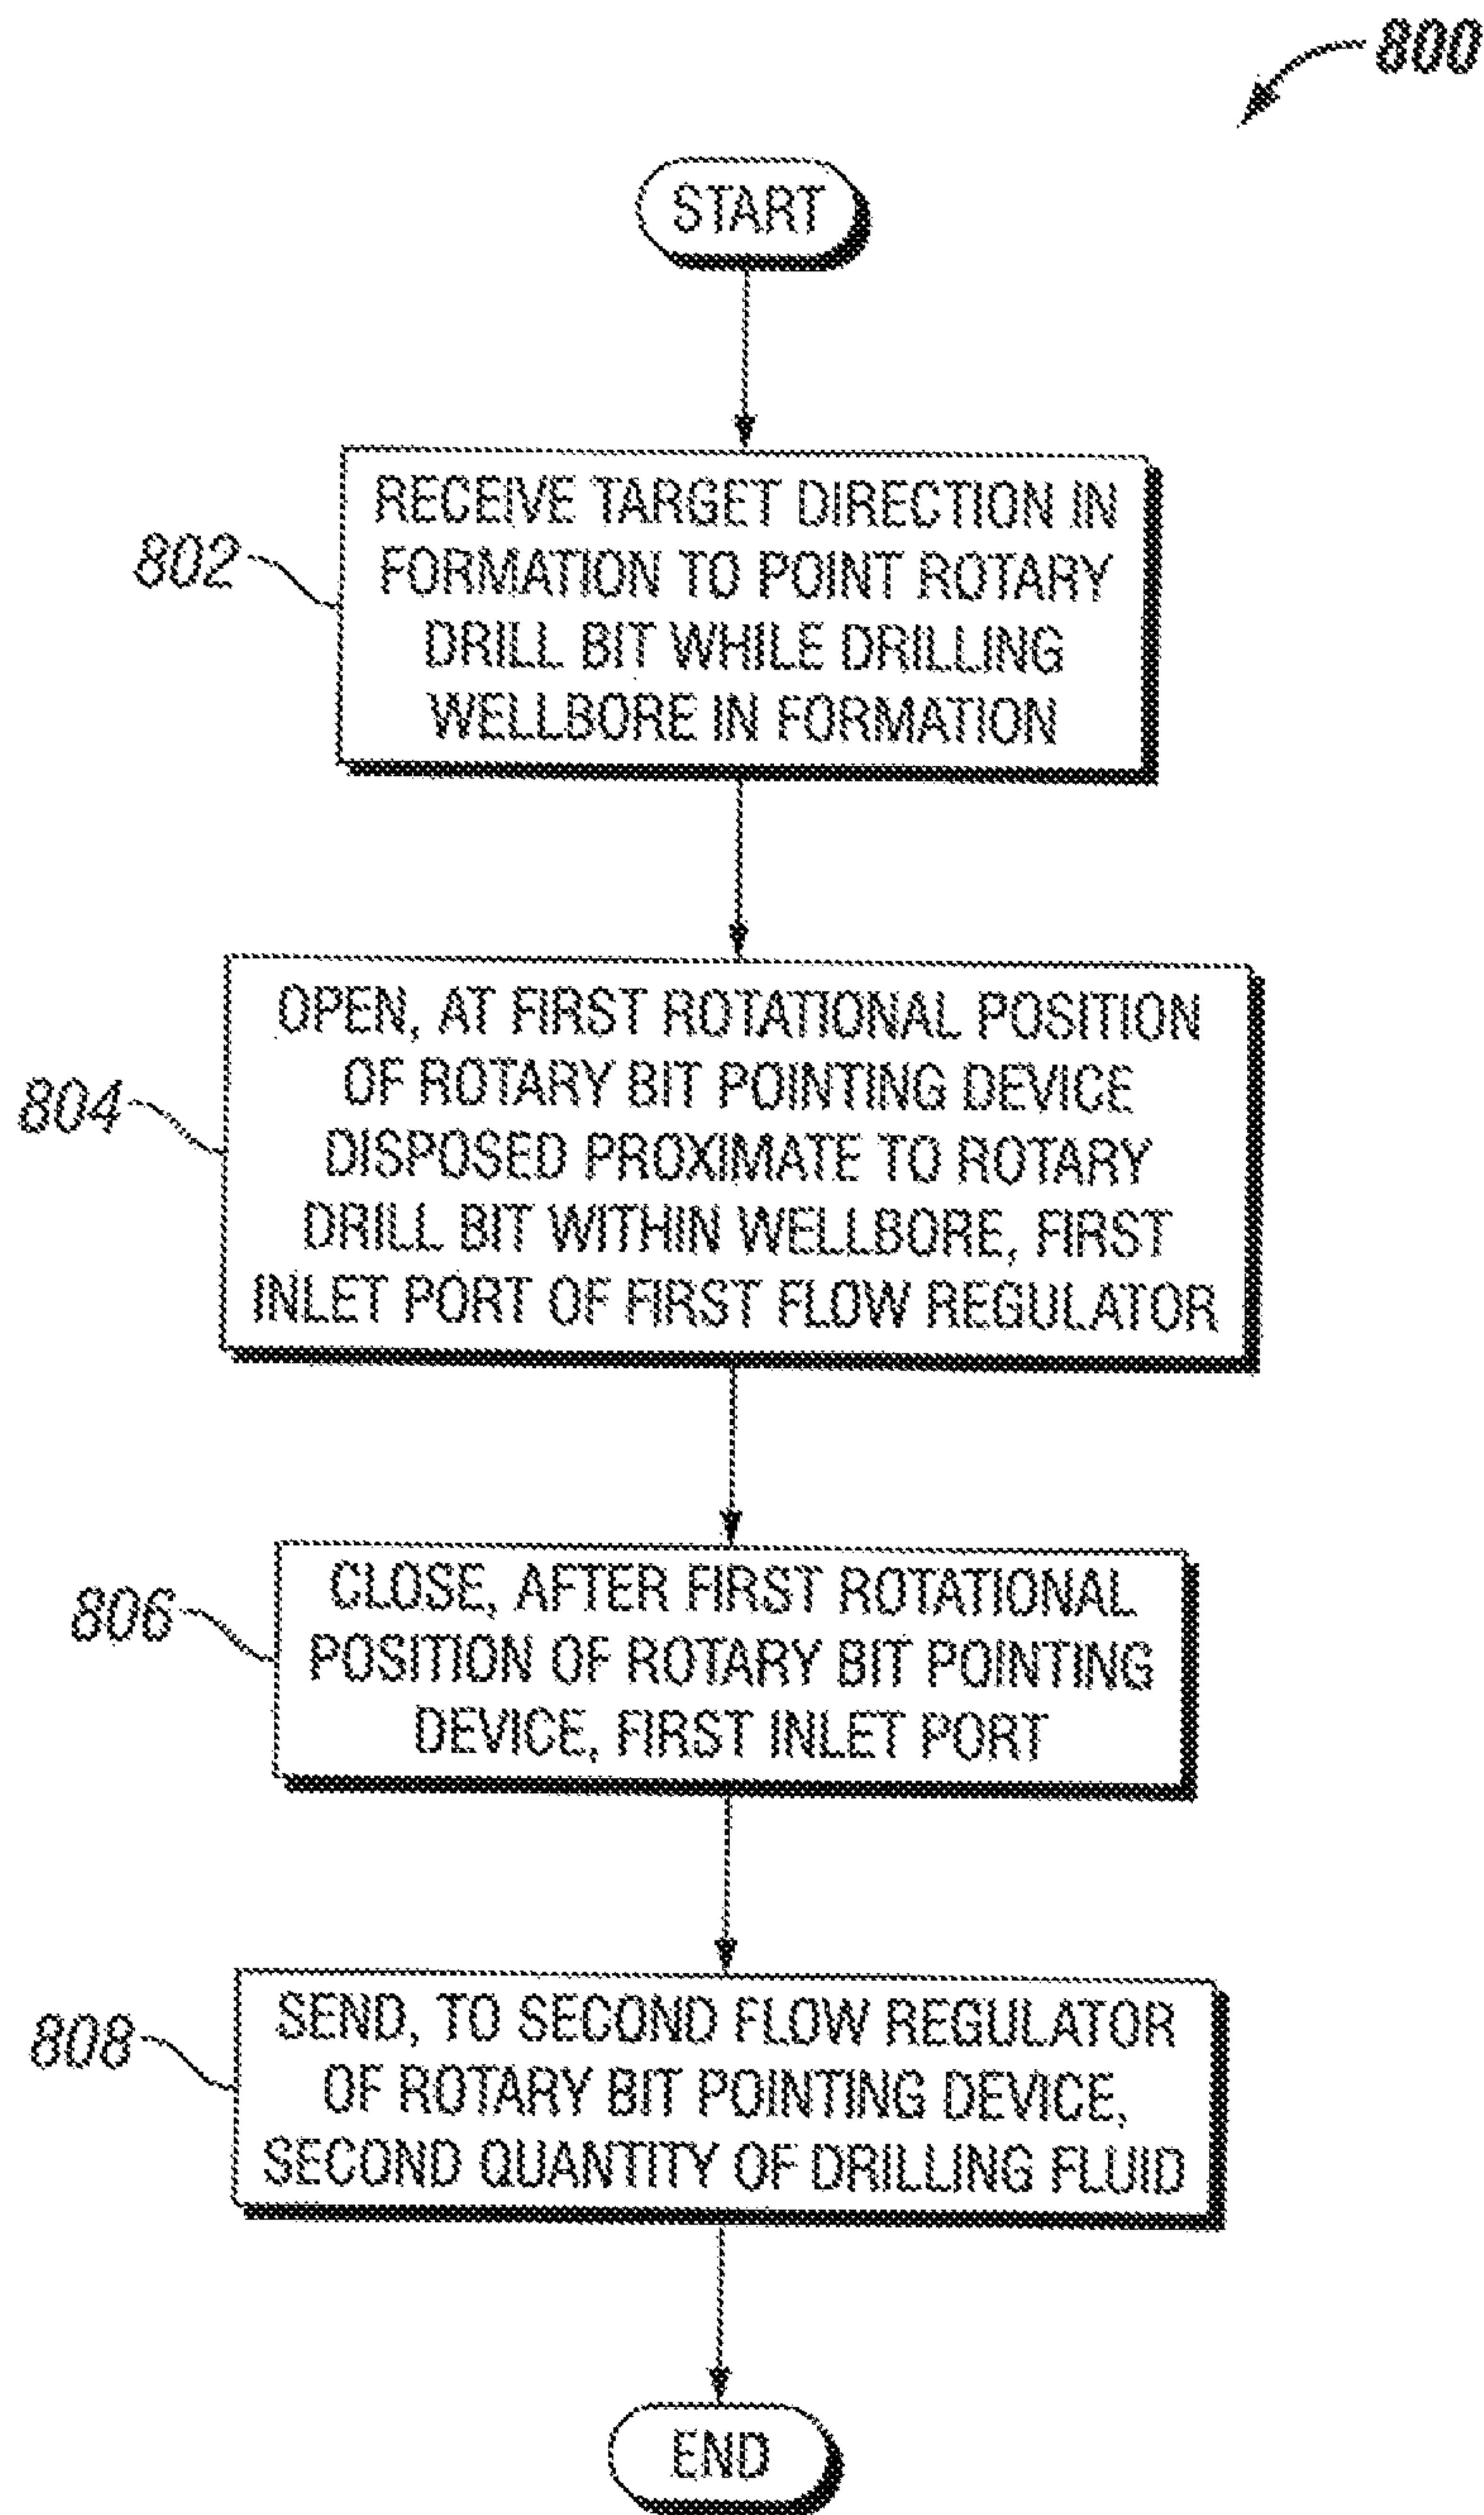 800
START
802
RECEIVE TARGET DIRECTION IN
FORMATION TO POINT ROTARY
DRILL BIT WHILE DRILLING
WELLBORE IN FORMATION
804
OPEN, AT FIRST ROTATIONAL POSITION
OF ROTARY BIT POINTING DEVICE
DISPOSED PROXIMATE TO ROTARY
DRILL BIT WITHIN WELLBORE, FIRST
INLET PORT OF FIRST FLOW REGULATOR
806
CLOSE, AFTER FIRST ROTATIONAL
POSITION OF ROTARY BIT POINTING
DEVICE, FIRST INLET PORT
808
SEND, TO SECOND FLOW REGULATOR
OF ROTARY BIT POINTING DEVICE,
SECOND QUANTITY OF DRILLING FLUID
END